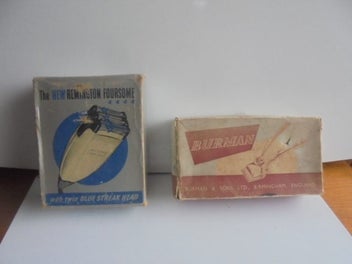 The NEW REMINGTON FOURSOME
with twin BLUE STREAK HEAD
BURMAN
BURMAN & SONS LTD., BIRMINGHAM, ENGLAND